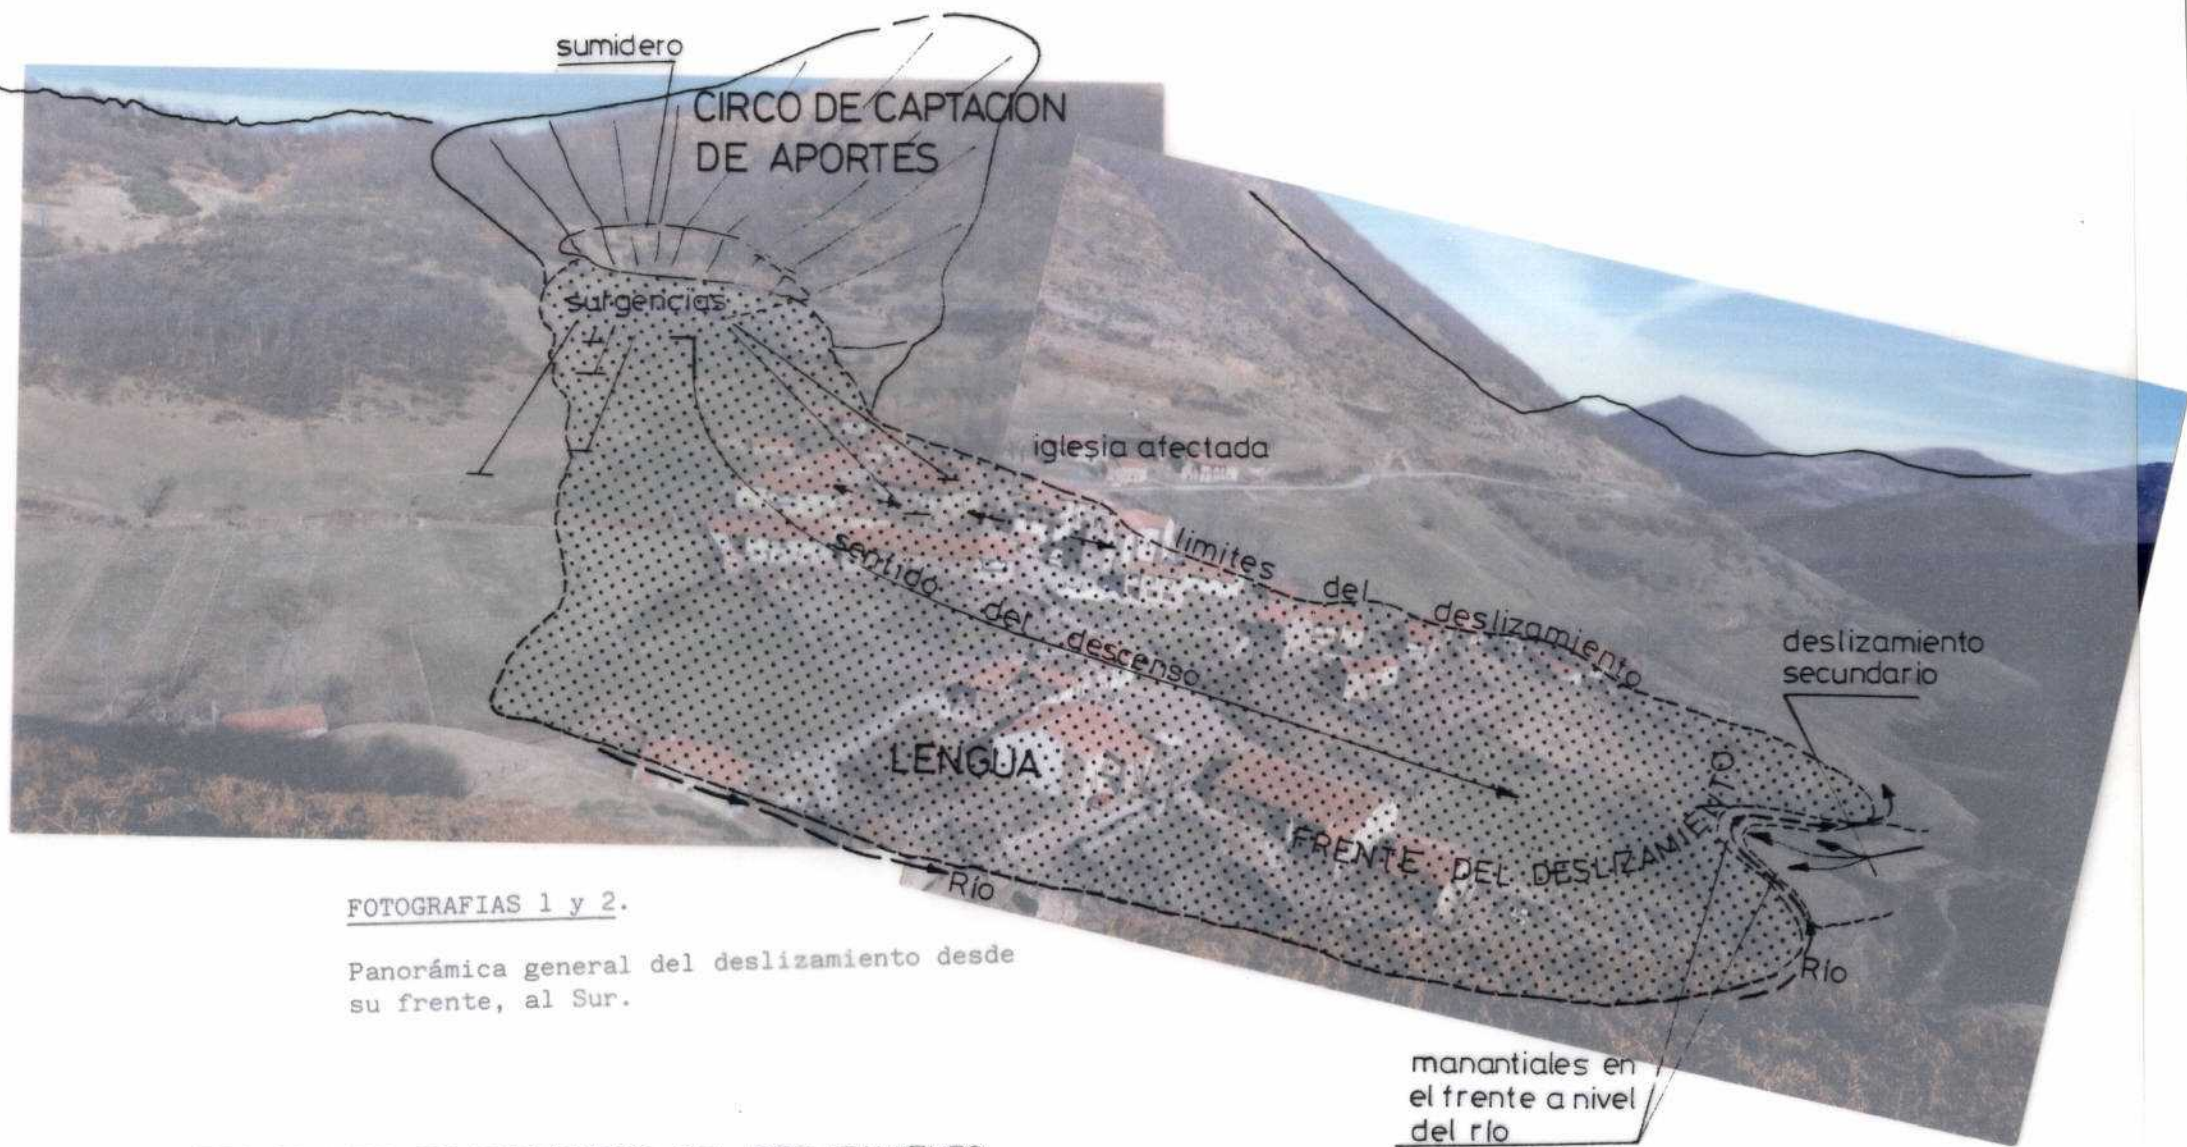 sumidero
CIRCO DE CAPTACION
DE APORTES
surgencias
iglesia afectada
limites del deslizamiento
sentido del descenso
deslizamiento
secundario
LENGUA
FRENTE DEL DESLIZAMIENTO
Río
Río
FOTOGRAFIAS 1 y 2.
Panorámica general del deslizamiento desde
su frente, al Sur.
manantiales en
el frente a nivel
del río